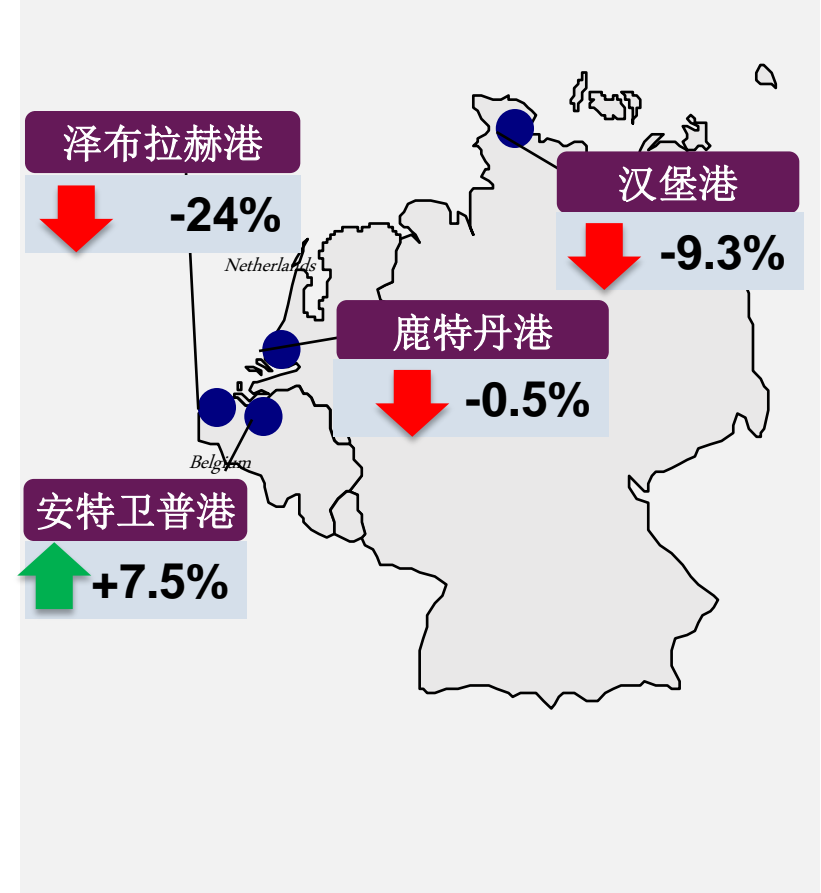 泽布拉赫港
-24%
汉堡港
-9.3%
Netherlands
鹿特丹港
-0.5%
Belgium
安特卫普港
+7.5%